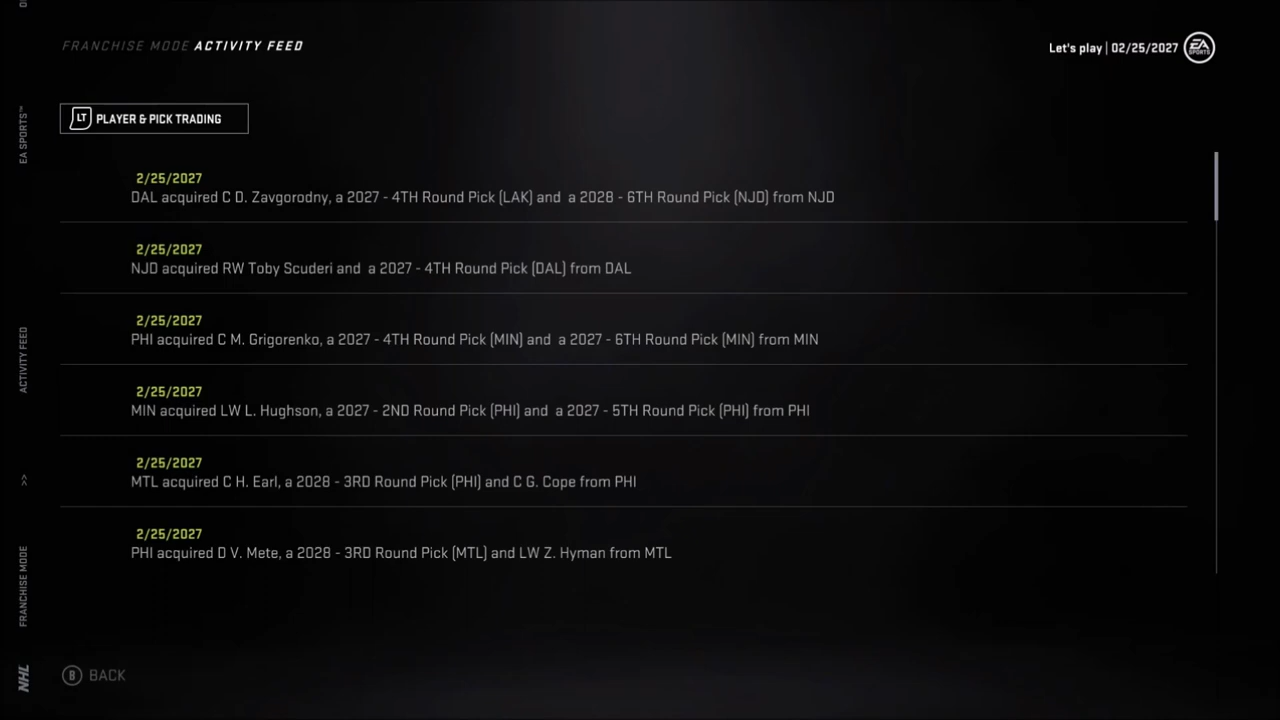 FRANCHISE MODE ACTIVITY FEED
Let's play | 02/25/2027
EA SPORTS
LT PLAYER & PICK TRADING
2/25/2027
DAL acquired C D. Zavgorodny, a 2027 - 4TH Round Pick (LAK) and a 2028 - 6TH Round Pick (NJD) from NJD
2/25/2027
NJD acquired RW Toby Scuderi and a 2027 - 4TH Round Pick (DAL) from DAL
2/25/2027
PHI acquired C M. Grigorenko, a 2027 - 4TH Round Pick (MIN) and a 2027 - 6TH Round Pick (MIN) from MIN
2/25/2027
MIN acquired LW L. Hughson, a 2027 - 2ND Round Pick (PHI) and a 2027 - 5TH Round Pick (PHI) from PHI
2/25/2027
MTL acquired C H. Earl, a 2028 - 3RD Round Pick (PHI) and C G. Cope from PHI
2/25/2027
PHI acquired D V. Mete, a 2028 - 3RD Round Pick (MTL) and LW Z. Hyman from MTL
B BACK
NHL
FRANCHISE MODE
>>
ACTIVITY FEED
EA SPORTS™